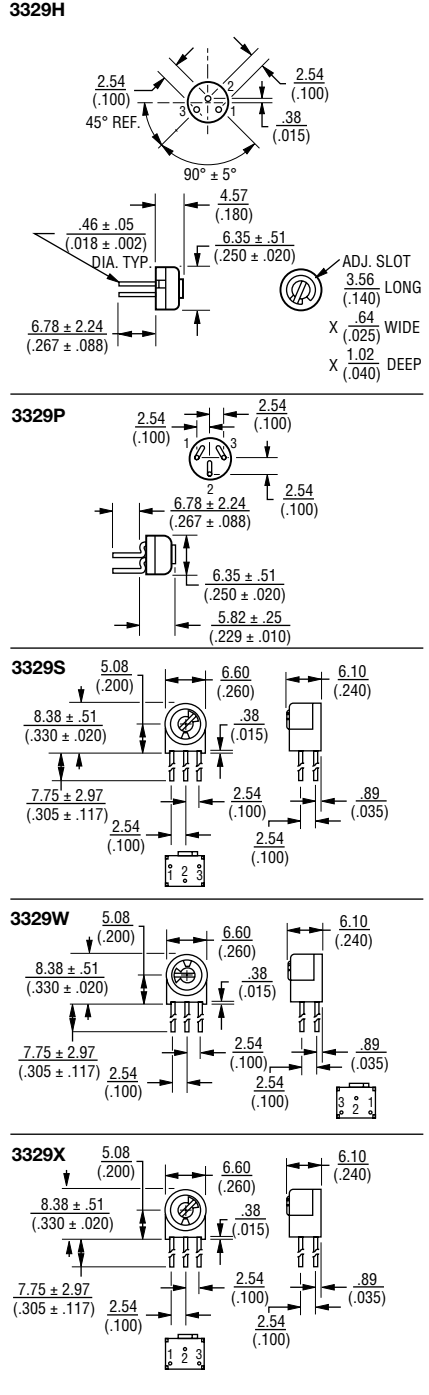 3329H
2.54
(.100)
2
2.54
(.100)
3
1
45° REF.
.38
(.015)
90° ± 5°
4.57
(.180)
.46 ± .05
(.018 ± .002)
DIA. TYP.
6.35 ± .51
(.250 ± .020)
ADJ. SLOT
3.56
(.140) LONG
X .64
(.025) WIDE
X 1.02
(.040) DEEP
6.78 ± 2.24
(.267 ± .088)
3329P
2.54
(.100)
2.54
(.100)
1
3
2
2.54
(.100)
6.78 ± 2.24
(.267 ± .088)
6.35 ± .51
(.250 ± .020)
5.82 ± .25
(.229 ± .010)
3329S
5.08
(.200)
6.60
(.260)
6.10
(.240)
8.38 ± .51
(.330 ± .020)
.38
(.015)
7.75 ± 2.97
(.305 ± .117)
2.54
(.100)
.89
(.035)
2.54
(.100)
2.54
(.100)
1 2 3
3329W
5.08
(.200)
6.60
(.260)
6.10
(.240)
8.38 ± .51
(.330 ± .020)
.38
(.015)
7.75 ± 2.97
(.305 ± .117)
2.54
(.100)
.89
(.035)
2.54
(.100)
2.54
(.100)
3 2 1
3329X
5.08
(.200)
6.60
(.260)
6.10
(.240)
8.38 ± .51
(.330 ± .020)
.38
(.015)
7.75 ± 2.97
(.305 ± .117)
2.54
(.100)
.89
(.035)
2.54
(.100)
2.54
(.100)
1 2 3